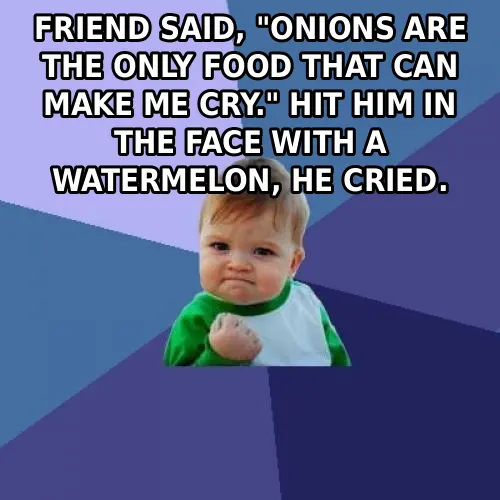 FRIEND SAID, "ONIONS ARE
THE ONLY FOOD THAT CAN
MAKE ME CRY." HIT HIM IN
THE FACE WITH A
WATERMELON, HE CRIED.